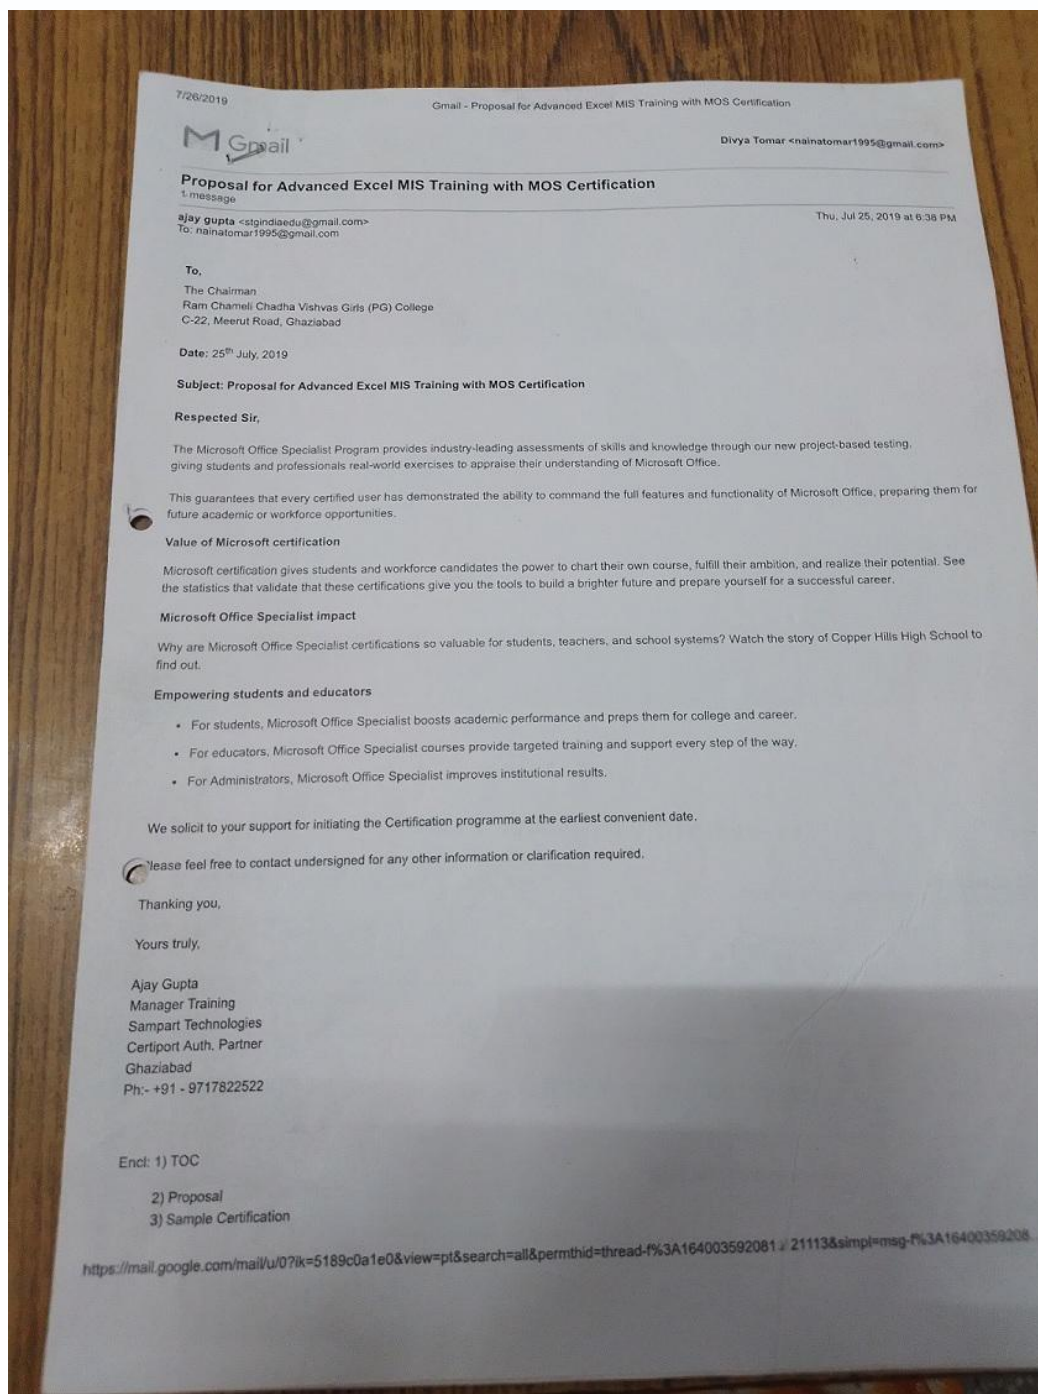 7/26/2019
Gmail - Proposal for Advanced Excel MIS Training with MOS Certification
Gmail
Divya Tomar <nainatomar1995@gmail.com>
Proposal for Advanced Excel MIS Training with MOS Certification
1 message
ajay gupta <stgindiaedu@gmail.com>
Thu, Jul 25, 2019 at 6:38 PM
To: nainatomar1995@gmail.com
To,
The Chairman
Ram Chameli Chadha Vishvas Girls (PG) College
C-22, Meerut Road, Ghaziabad
Date: 25th July, 2019
Subject: Proposal for Advanced Excel MIS Training with MOS Certification
Respected Sir,
The Microsoft Office Specialist Program provides industry-leading assessments of skills and knowledge through our new project-based testing,
giving students and professionals real-world exercises to appraise their understanding of Microsoft Office.
This guarantees that every certified user has demonstrated the ability to command the full features and functionality of Microsoft Office, preparing them for
future academic or workforce opportunities.
Value of Microsoft certification
Microsoft certification gives students and workforce candidates the power to chart their own course, fulfill their ambition, and realize their potential. See
the statistics that validate that these certifications give you the tools to build a brighter future and prepare yourself for a successful career.
Microsoft Office Specialist impact
Why are Microsoft Office Specialist certifications so valuable for students, teachers, and school systems? Watch the story of Copper Hills High School to
find out.
Empowering students and educators
• For students, Microsoft Office Specialist boosts academic performance and preps them for college and career.
• For educators, Microsoft Office Specialist courses provide targeted training and support every step of the way.
• For Administrators, Microsoft Office Specialist improves institutional results.
We solicit to your support for initiating the Certification programme at the earliest convenient date.
lease feel free to contact undersigned for any other information or clarification required.
Thanking you,
Yours truly,
Ajay Gupta
Manager Training
Sampart Technologies
Certiport Auth. Partner
Ghaziabad
Ph:- +91 - 9717822522
Encl: 1) TOC
2) Proposal
3) Sample Certification
https://mail.google.com/mail/u/0?ik=5189c0a1e0&view=pt&search=all&permthid=thread-f%3A164003592081 21113&simpl=msg-f%3A16400359208...